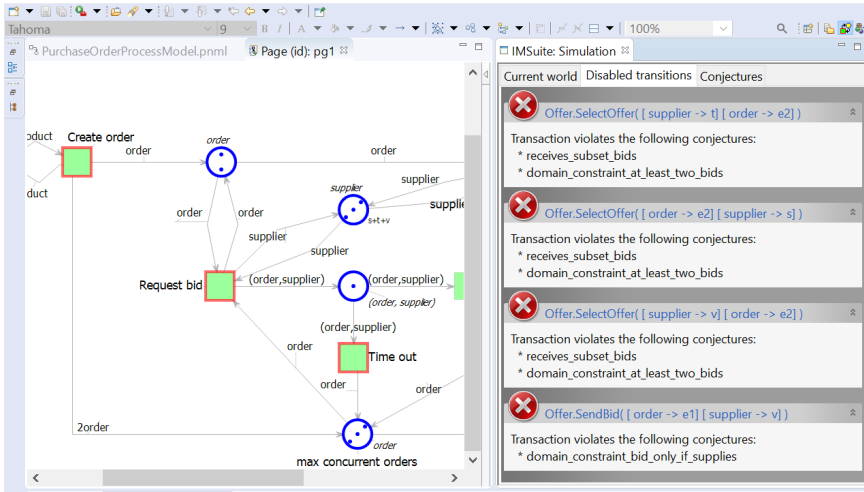 Tahoma
9
B I A
100%
PurchaseOrderProcessModel.pnml
Page (id): pg1
oduct
Create order
order
order
order
duct
supplier
supplier
supplie
s+t+v
order
order
supplier
supplier
Request bid
(order,supplier)
(order,supplier)
(order, supplier)
(order,supplier)
order
Time out
order
order
2order
order
max concurrent orders
IMSuite: Simulation
Current world
Disabled transitions
Conjectures
Offer.SelectOffer( [ supplier -> t] [ order -> e2] )
Transaction violates the following conjectures:
* receives_subset_bids
* domain_constraint_at_least_two_bids
Offer.SelectOffer( [ order -> e2] [ supplier -> s] )
Transaction violates the following conjectures:
* receives_subset_bids
* domain_constraint_at_least_two_bids
Offer.SelectOffer( [ supplier -> v] [ order -> e2] )
Transaction violates the following conjectures:
* receives_subset_bids
* domain_constraint_at_least_two_bids
Offer.SendBid( [ order -> e1] [ supplier -> v] )
Transaction violates the following conjectures:
* domain_constraint_bid_only_if_supplies